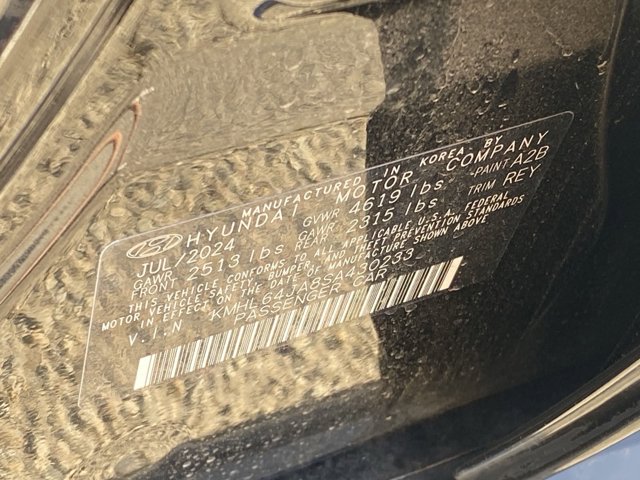 MANUFACTURED IN KOREA BY
HYUNDAI MOTOR COMPANY
JUL/2024 GVWR 4619 lbs PAINT A2B
GAWR FRONT 2513 lbs GAWR REAR 2315 lbs TRIM REY
THIS VEHICLE CONFORMS TO ALL APPLICABLE U.S.A. FEDERAL
MOTOR VEHICLE SAFETY, BUMPER, AND THEFT PREVENTION STANDARDS
IN EFFECT ON THE DATE OF MANUFACTURE SHOWN ABOVE
V.I.N KMHL64JA8SA430233
PASSENGER CAR